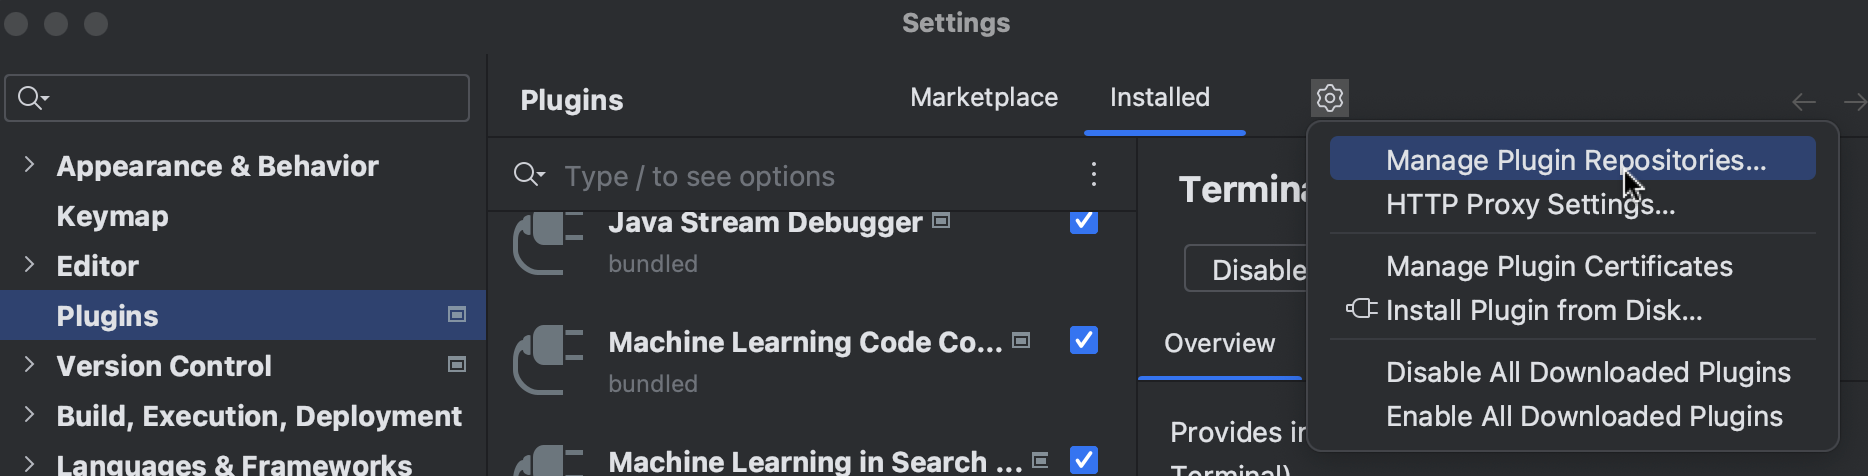 Settings
Appearance & Behavior
Keymap
Editor
Plugins
Version Control
Build, Execution, Deployment
Languages & Frameworks
Plugins
Marketplace
Installed
Type / to see options
Java Stream Debugger
bundled
Machine Learning Code Co...
bundled
Machine Learning in Search ...
Termina
Disable
Overview
Provides in
Terminal)
Manage Plugin Repositories...
HTTP Proxy Settings...
Manage Plugin Certificates
Install Plugin from Disk...
Disable All Downloaded Plugins
Enable All Downloaded Plugins